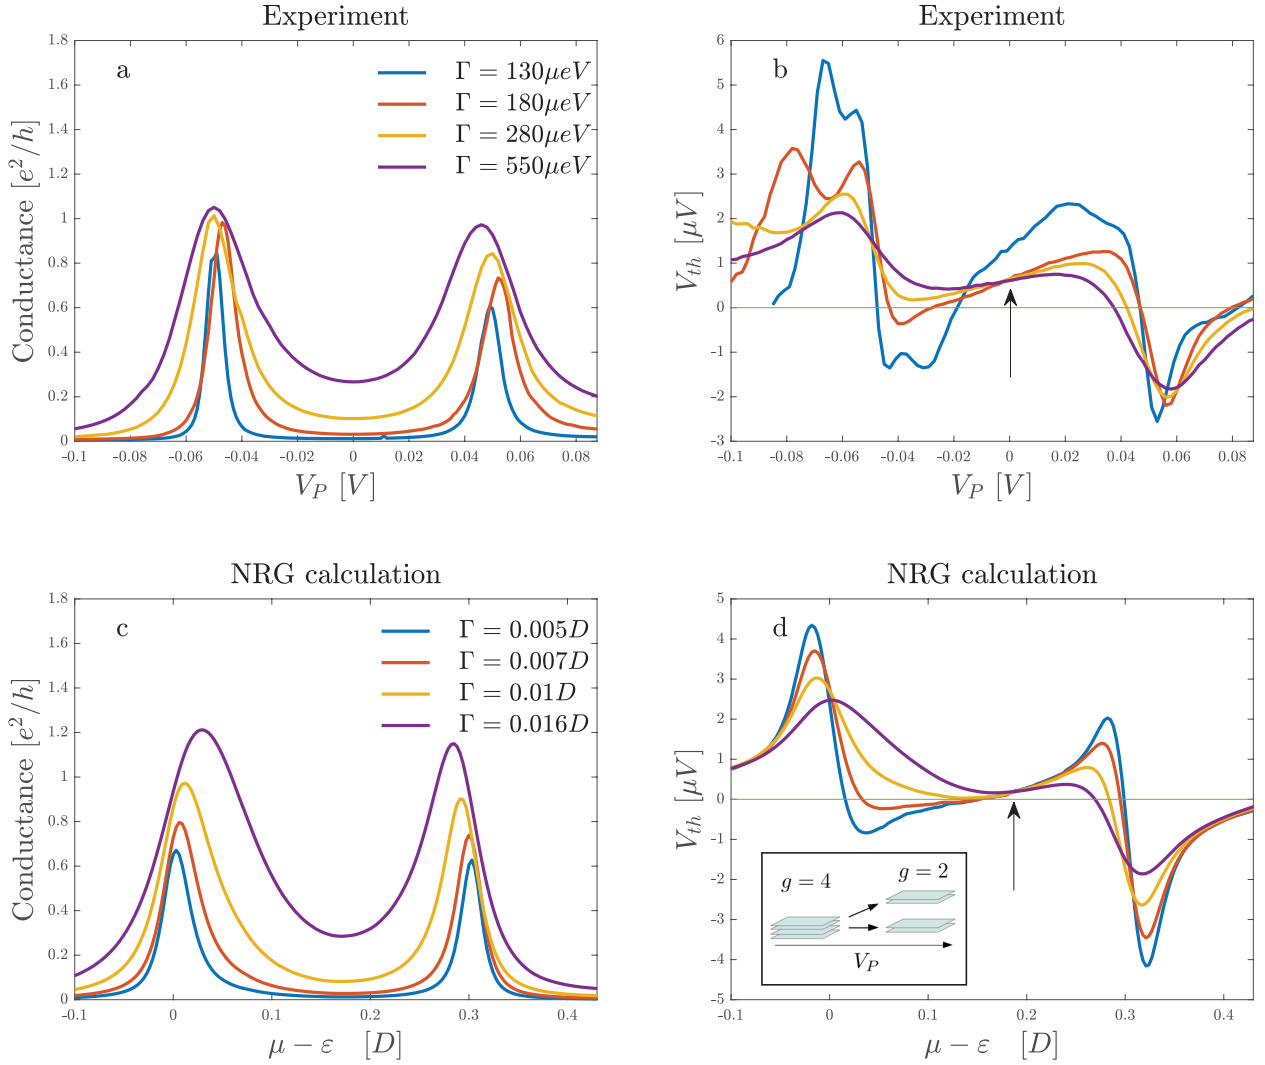 Experiment
a
Γ = 130μeV
Γ = 180μeV
Γ = 280μeV
Γ = 550μeV
1.8
1.6
1.4
1.2
1
0.8
0.6
0.4
0.2
0
-0.1
-0.08
-0.06
-0.04
-0.02
0
0.02
0.04
0.06
0.08
Conductance [e²/h]
V_P [V]
Experiment
b
6
5
4
3
2
1
0
-1
-2
-3
-0.1
-0.08
-0.06
-0.04
-0.02
0
0.02
0.04
0.06
0.08
V_th [μV]
V_P [V]
NRG calculation
c
Γ = 0.005D
Γ = 0.007D
Γ = 0.01D
Γ = 0.016D
1.8
1.6
1.4
1.2
1
0.8
0.6
0.4
0.2
0
-0.1
0
0.1
0.2
0.3
0.4
Conductance [e²/h]
μ − ε [D]
NRG calculation
d
5
4
3
2
1
0
-1
-2
-3
-4
-5
-0.1
0
0.1
0.2
0.3
0.4
V_th [μV]
μ − ε [D]
g = 4
g = 2
V_P